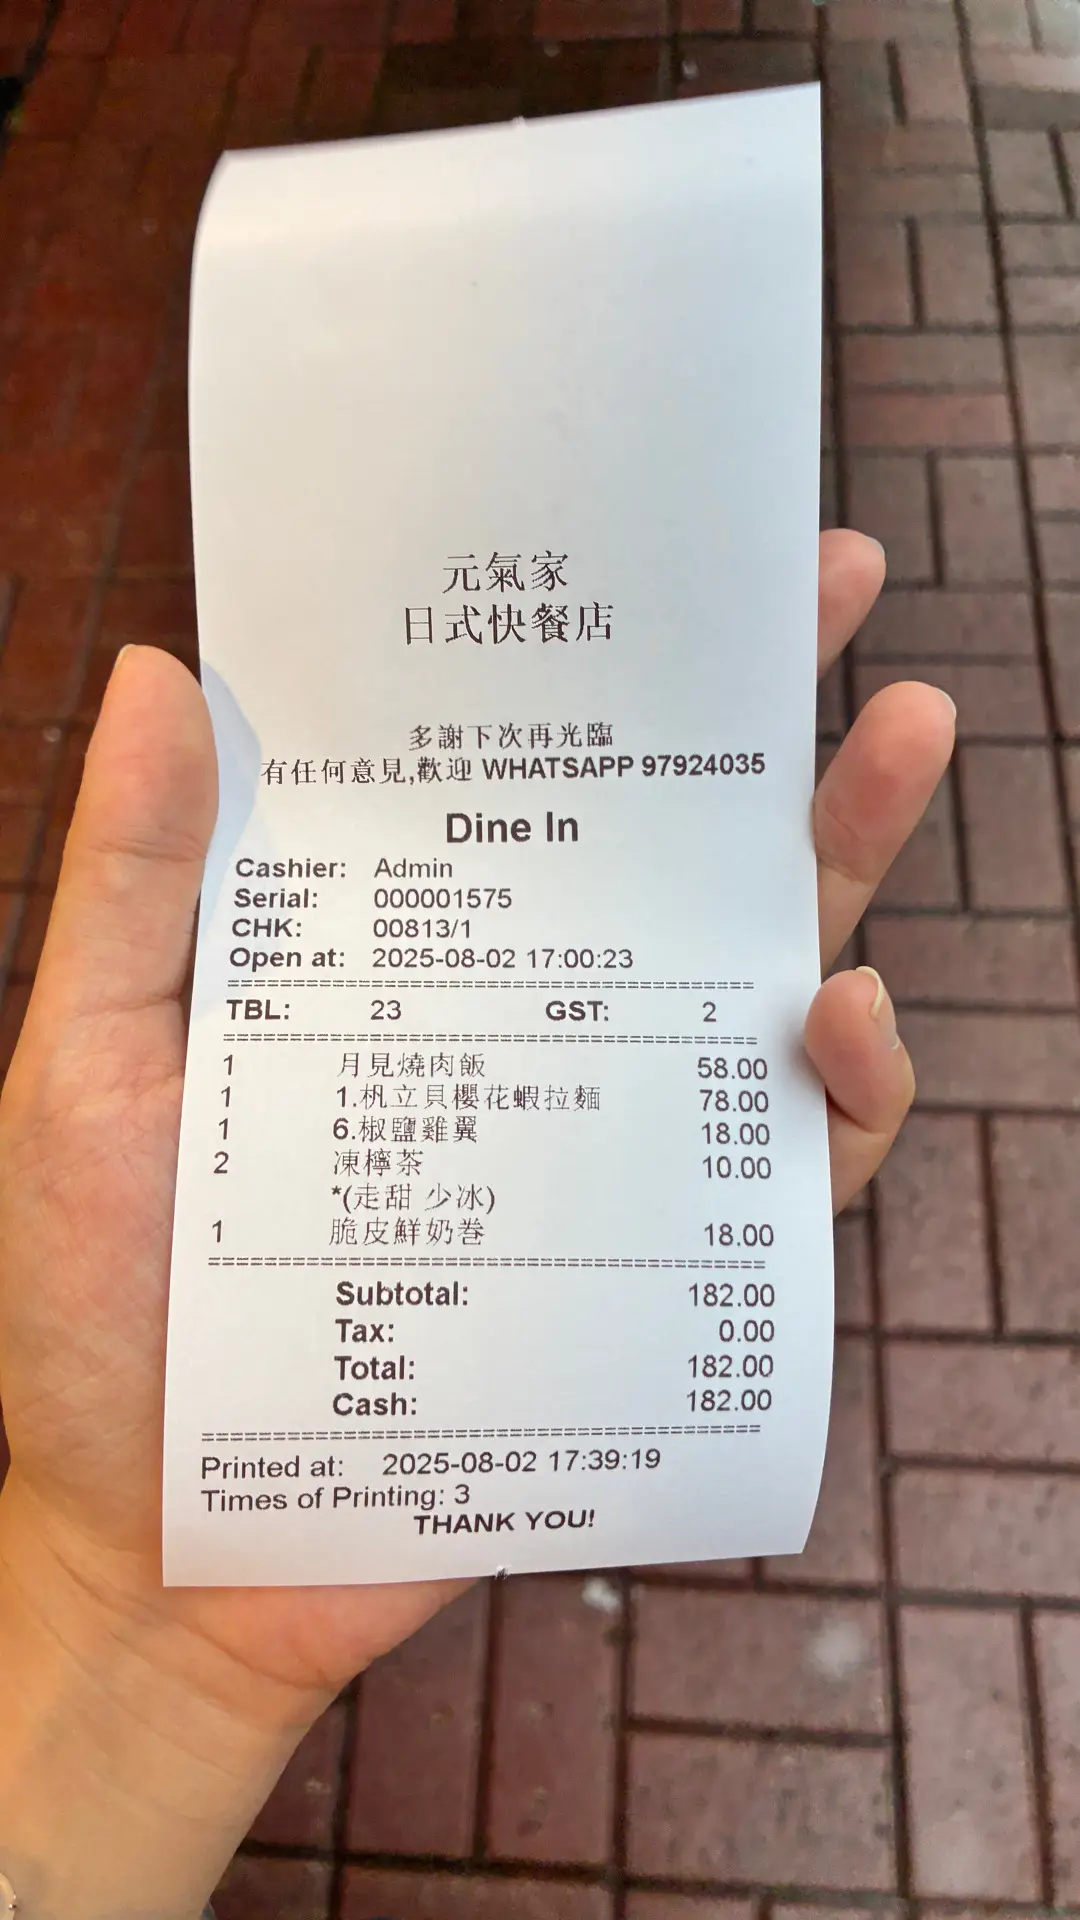 元氣家
日式快餐店
多謝下次再光臨
有任何意見,歡迎 WHATSAPP 97924035
Dine In
Cashier: Admin
Serial: 000001575
CHK: 00813/1
Open at: 2025-08-02 17:00:23
==========================================
TBL: 23 GST: 2
==========================================
1 月見燒肉飯 58.00
1 1.杋立貝櫻花蝦拉麵 78.00
1 6.椒鹽雞翼 18.00
2 凍檸茶 10.00
*(走甜 少冰)
1 脆皮鮮奶巻 18.00
==========================================
Subtotal: 182.00
Tax: 0.00
Total: 182.00
Cash: 182.00
==========================================
Printed at: 2025-08-02 17:39:19
Times of Printing: 3
THANK YOU!